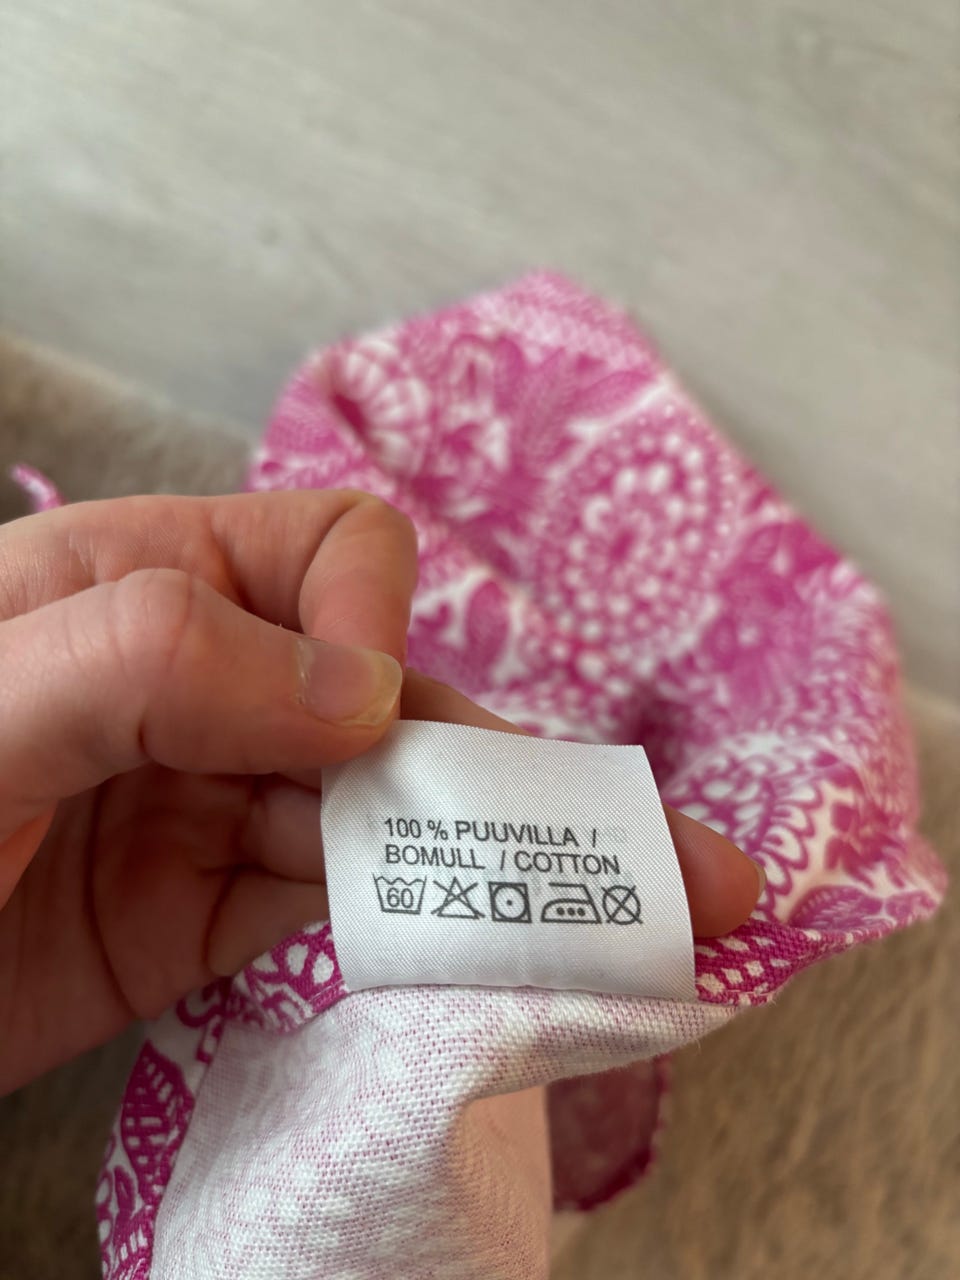 100 % PUUVILLA /
BOMULL / COTTON
60